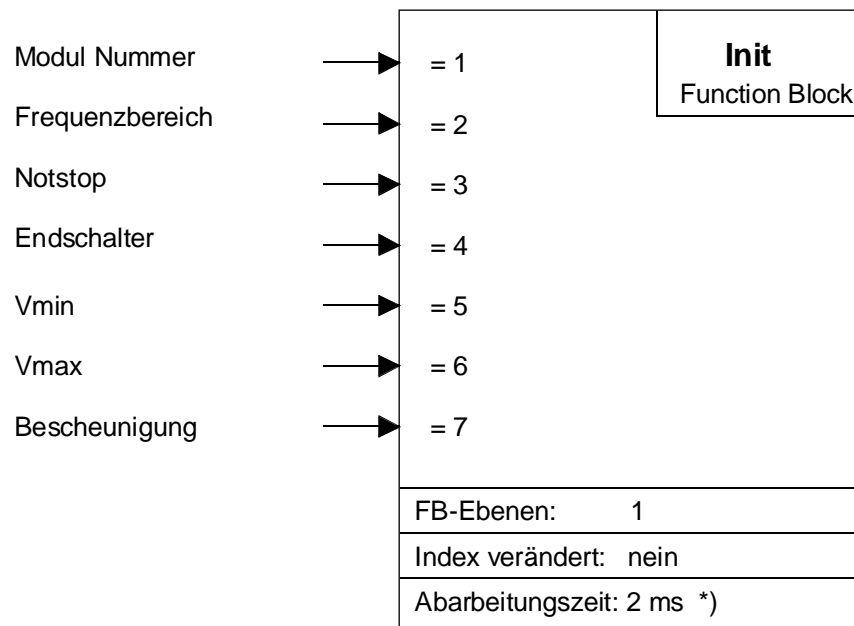 Modul Nummer = 1 Init
Function Block
Frequenzbereich = 2
Notstop = 3
Endschalter = 4
Vmin = 5
Vmax = 6
Bescheunigung = 7
FB-Ebenen: 1
Index verändert: nein
Abarbeitungszeit: 2 ms *)